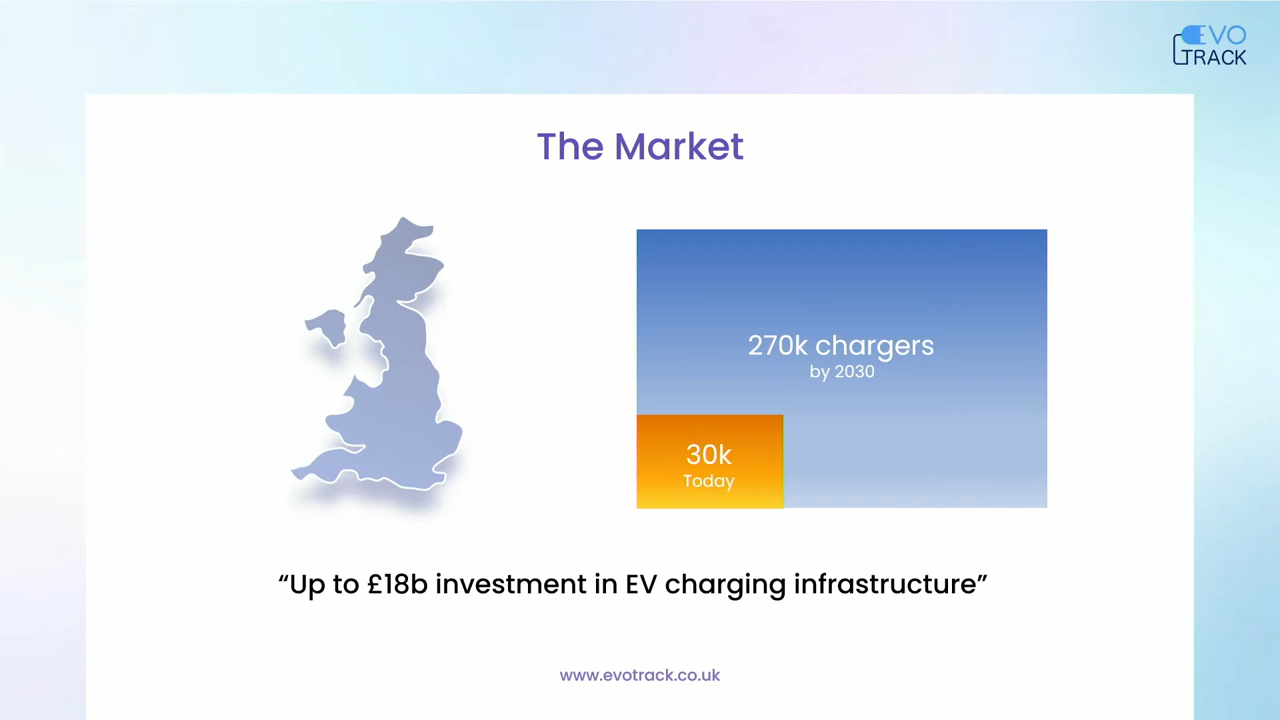 EVO
TRACK
The Market
270k chargers
by 2030
30k
Today
“Up to £18b investment in EV charging infrastructure”
www.evotrack.co.uk